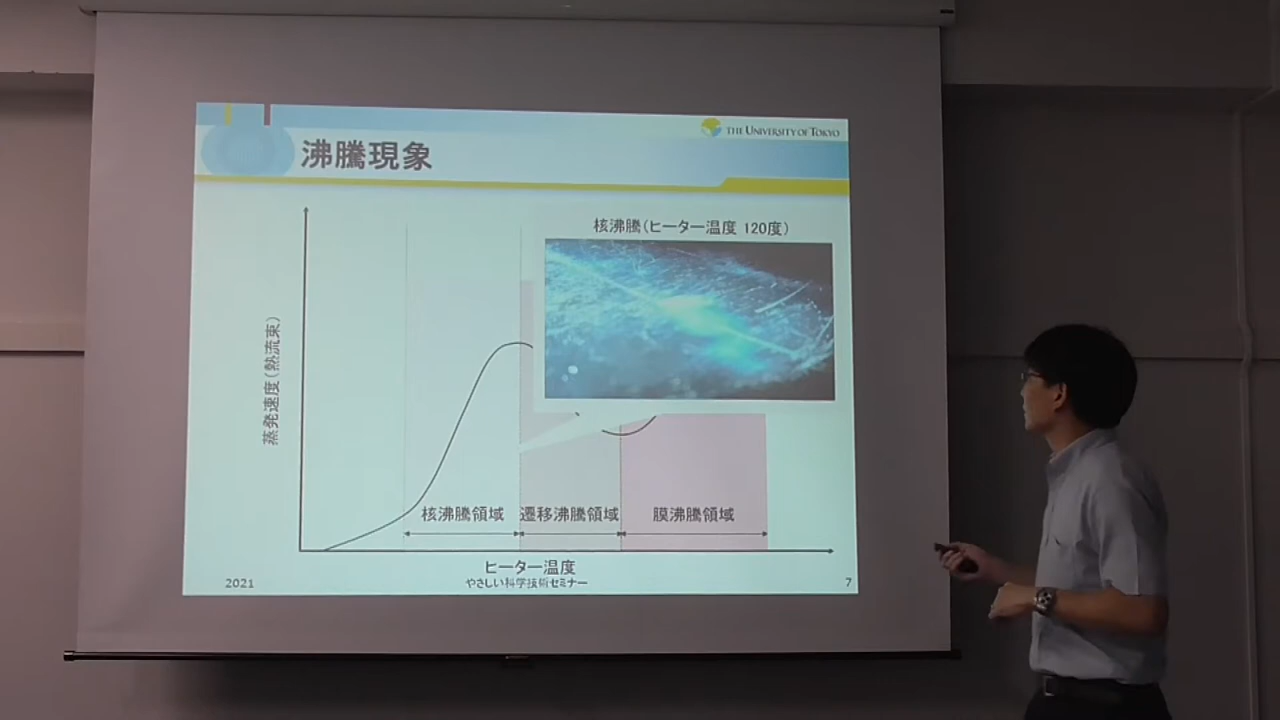 THE UNIVERSITY OF TOKYO
沸騰現象
核沸騰(ヒーター温度 120度)
蒸発速度(熱流束)
核沸騰領域
遷移沸騰領域
膜沸騰領域
ヒーター温度
2021
やさしい科学技術セミナー
7